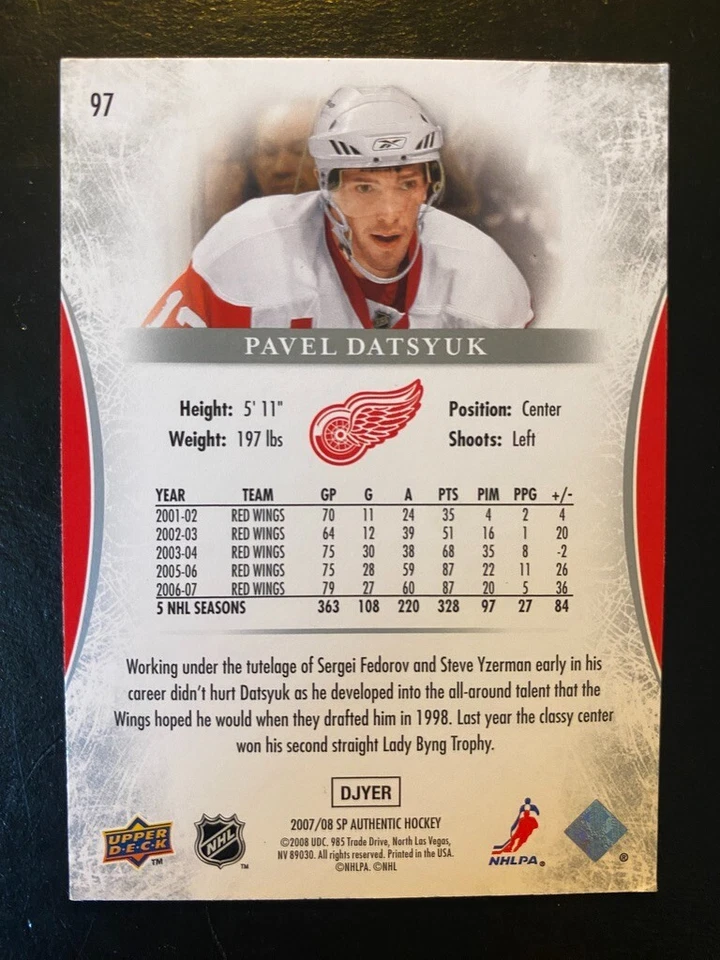 97
REEBOK
PAVEL DATSYUK
Height: 5' 11" Position: Center
Weight: 197 lbs Shoots: Left
YEAR TEAM GP G A PTS PIM PPG +/-
2001-02 RED WINGS 70 11 24 35 4 2 4
2002-03 RED WINGS 64 12 39 51 16 1 20
2003-04 RED WINGS 75 30 38 68 35 8 -2
2005-06 RED WINGS 75 28 59 87 22 11 26
2006-07 RED WINGS 79 27 60 87 20 5 36
5 NHL SEASONS 363 108 220 328 97 27 84
Working under the tutelage of Sergei Fedorov and Steve Yzerman early in his
career didn't hurt Datsyuk as he developed into the all-around talent that the
Wings hoped he would when they drafted him in 1998. Last year the classy center
won his second straight Lady Byng Trophy.
DJYER
UPPER
DECK
TM
NHL
TM
2007/08 SP AUTHENTIC HOCKEY
©2008 UDC. 985 Trade Drive, North Las Vegas,
NV 89030. All rights reserved. Printed in the USA.
©NHLPA. ©NHL
NHLPA®
®